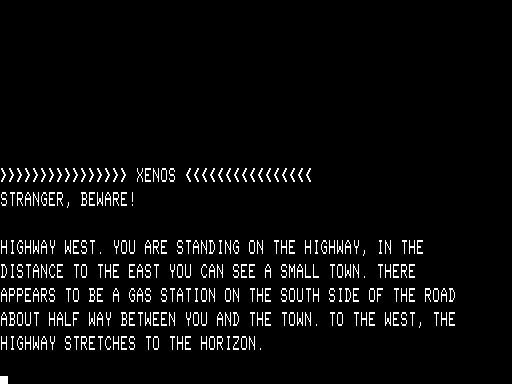 >>>>>>>>>>>>>>>> XENOS <<<<<<<<<<<<<<<<
STRANGER, BEWARE!
HIGHWAY WEST. YOU ARE STANDING ON THE HIGHWAY, IN THE
DISTANCE TO THE EAST YOU CAN SEE A SMALL TOWN. THERE
APPEARS TO BE A GAS STATION ON THE SOUTH SIDE OF THE ROAD
ABOUT HALF WAY BETWEEN YOU AND THE TOWN. TO THE WEST, THE
HIGHWAY STRETCHES TO THE HORIZON.